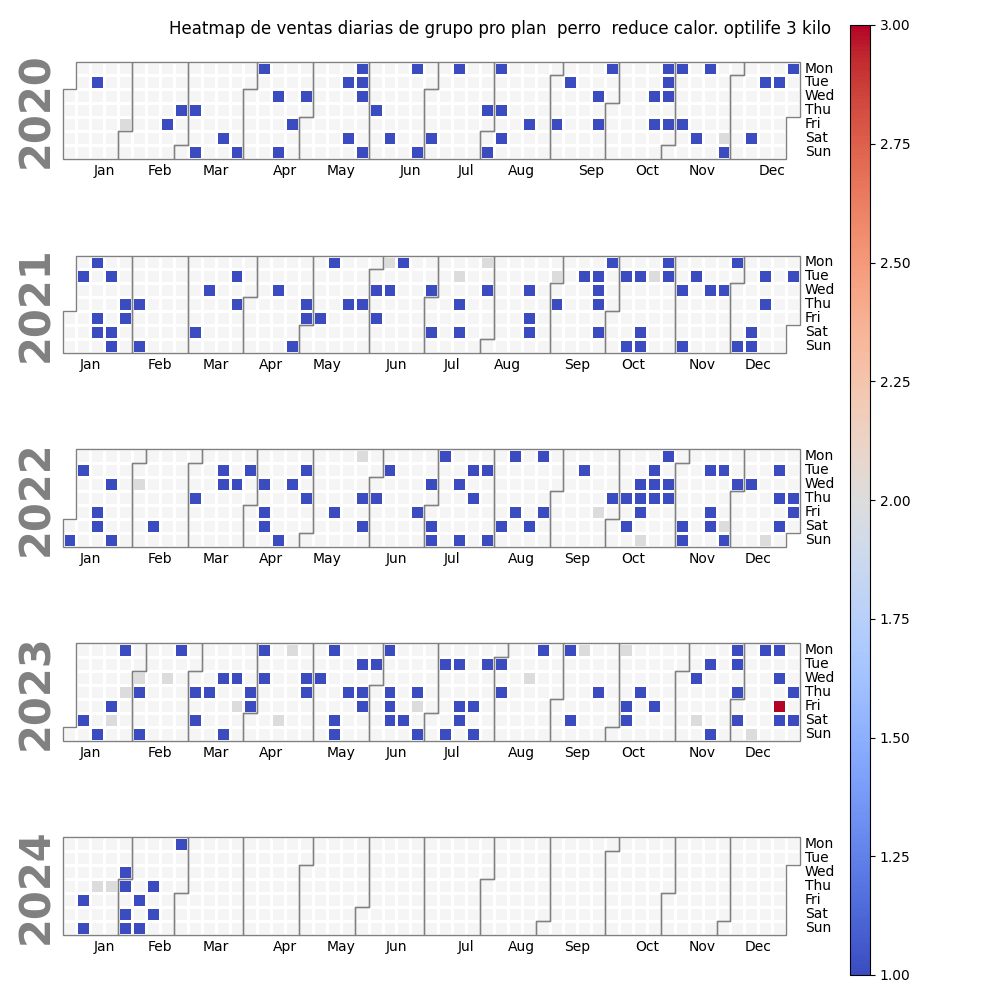 Heatmap de ventas diarias de grupo pro plan  perro  reduce calor. optilife 3 kilo
2020
Mon
Tue
Wed
Thu
Fri
Sat
Sun
Jan Feb Mar Apr May Jun Jul Aug Sep Oct Nov Dec
2021
Mon
Tue
Wed
Thu
Fri
Sat
Sun
Jan Feb Mar Apr May Jun Jul Aug Sep Oct Nov Dec
2022
Mon
Tue
Wed
Thu
Fri
Sat
Sun
Jan Feb Mar Apr May Jun Jul Aug Sep Oct Nov Dec
2023
Mon
Tue
Wed
Thu
Fri
Sat
Sun
Jan Feb Mar Apr May Jun Jul Aug Sep Oct Nov Dec
2024
Mon
Tue
Wed
Thu
Fri
Sat
Sun
Jan Feb Mar Apr May Jun Jul Aug Sep Oct Nov Dec
3.00
2.75
2.50
2.25
2.00
1.75
1.50
1.25
1.00